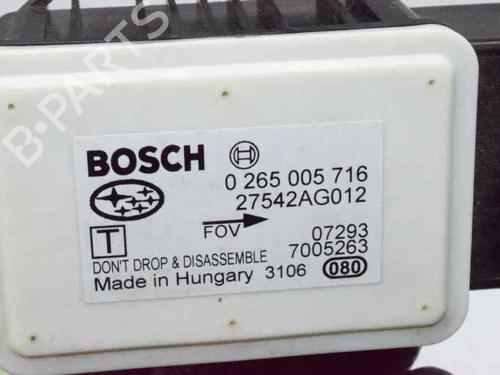 B-PARTS
BOSCH
0 265 005 716
27542AG012
T
FOV
07293
7005263
DON'T DROP & DISASSEMBLE
Made in Hungary 3106 080